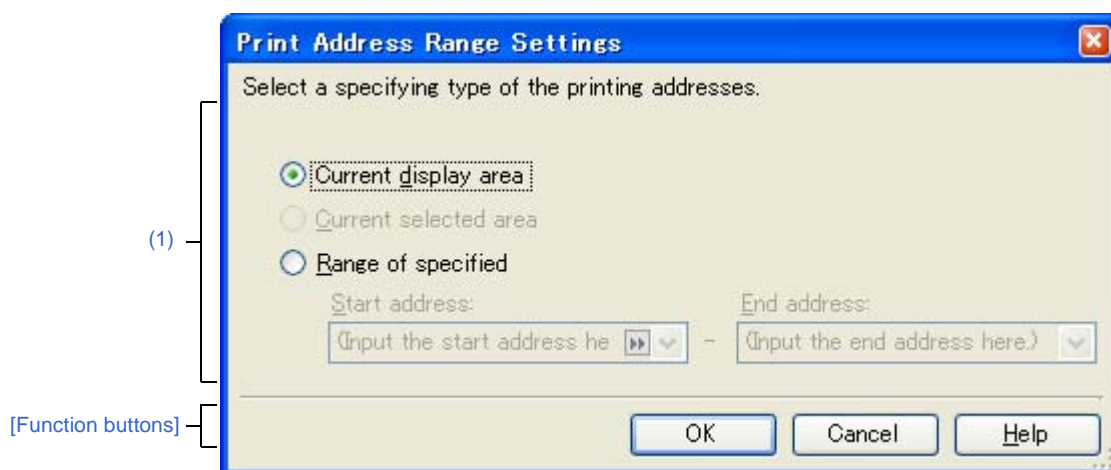 Print Address Range Settings
Select a specifying type of the printing addresses.
Current display area
(1)
Current selected area
Range of specified
Start address: End address:
(Input the start address he - (Input the end address here.)
[Function buttons]
OK Cancel Help